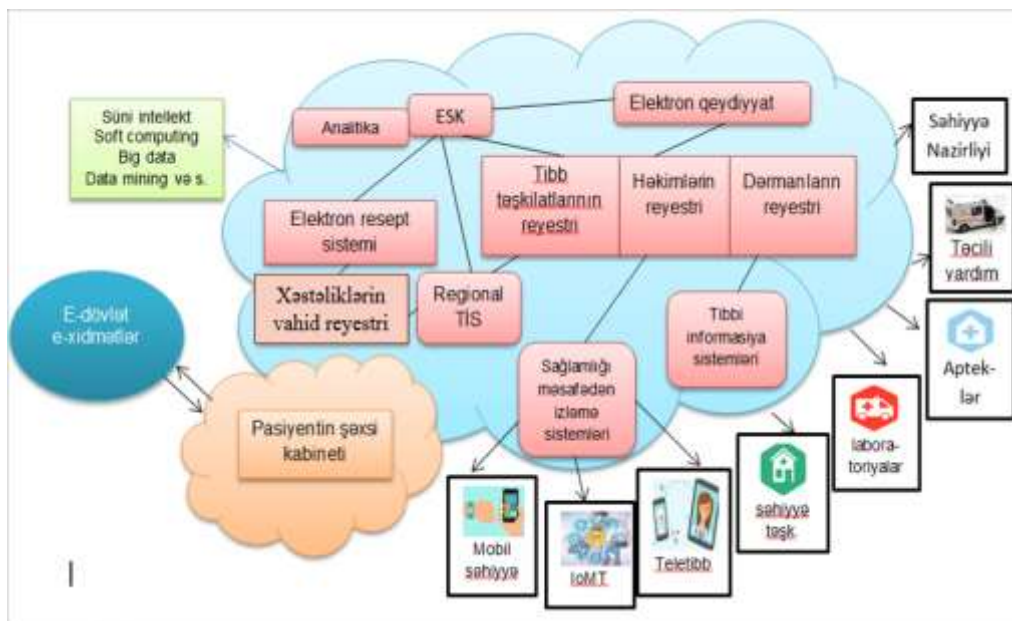 Süni intellekt
Soft computing
Big data
Data mining və s.
Analitika
ESK
Elektron qeydiyyat
Səhiyyə
Nazirliyi
Tibb
təşkilatlarının
reyestri
Həkimlərin
reyestri
Dərmanların
reyestri
Elektron resept
sistemi
Təcili
yardım
Xəstəliklərin
vahid reyestri
Regional
TİS
Tibbi
informasiya
sistemləri
E-dövlət
e-xidmətlər
Sağlamlığı
məsafədən
izləmə
sistemləri
Aptek-
lər
Pasiyentin şəxsi
kabineti
labora-
toriyalar
səhiyyə
təşk
Mobil
səhiyyə
IoMT
Teletibb